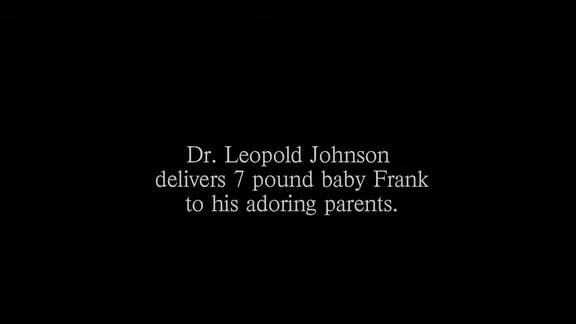 Dr. Leopold Johnson
delivers 7 pound baby Frank
to his adoring parents.